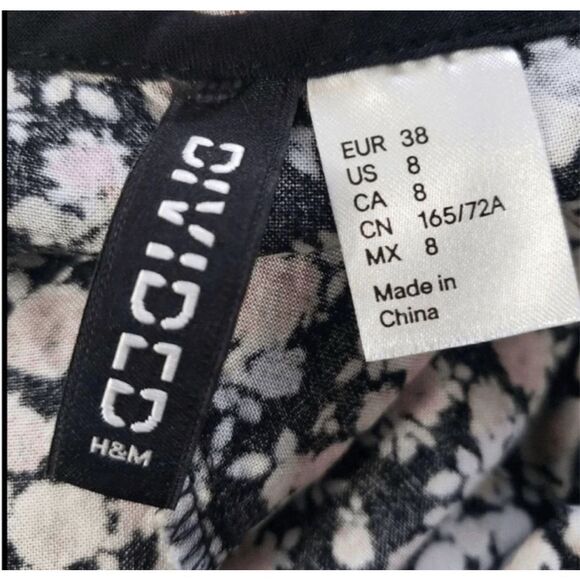 DIVIDED
H&M
EUR 38
US 8
CA 8
CN 165/72A
MX 8
Made in
China